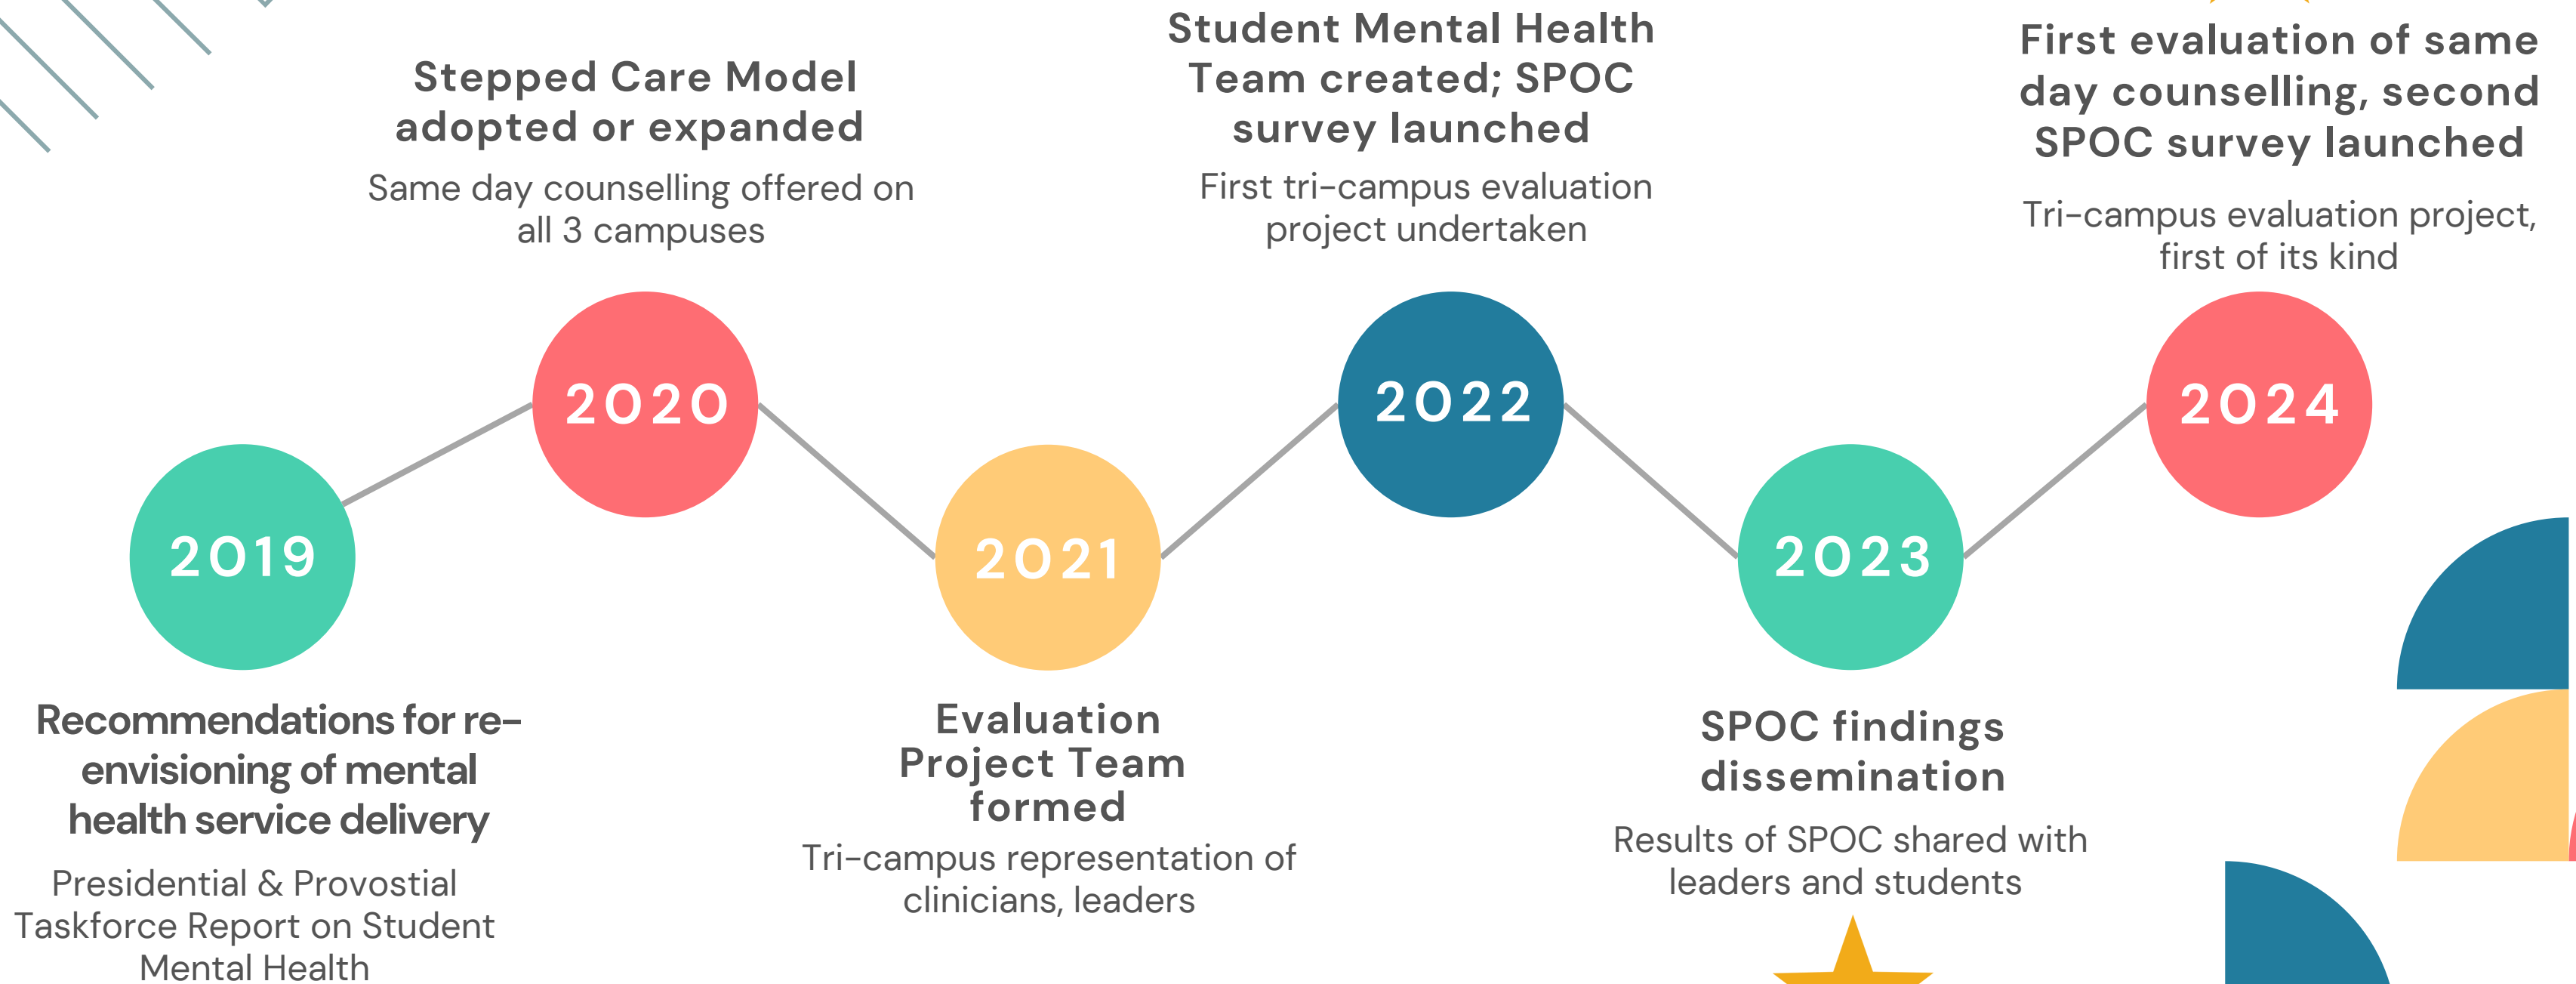 Stepped Care Model
adopted or expanded
Same day counselling offered on
all 3 campuses
Student Mental Health
Team created; SPOC
survey launched
First tri-campus evaluation
project undertaken
First evaluation of same
day counselling, second
SPOC survey launched
Tri-campus evaluation project,
first of its kind
2019
2020
2021
2022
2023
2024
Recommendations for re-
envisioning of mental
health service delivery
Presidential & Provostial
Taskforce Report on Student
Mental Health
Evaluation
Project Team
formed
Tri-campus representation of
clinicians, leaders
SPOC findings
dissemination
Results of SPOC shared with
leaders and students